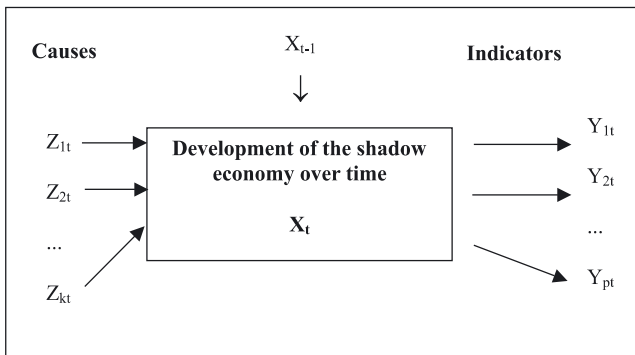 Causes
X_{t-1}
Indicators
Z_{1t}
Z_{2t}
...
Z_{kt}
Development of the shadow
economy over time
X_t
Y_{1t}
Y_{2t}
...
Y_{pt}